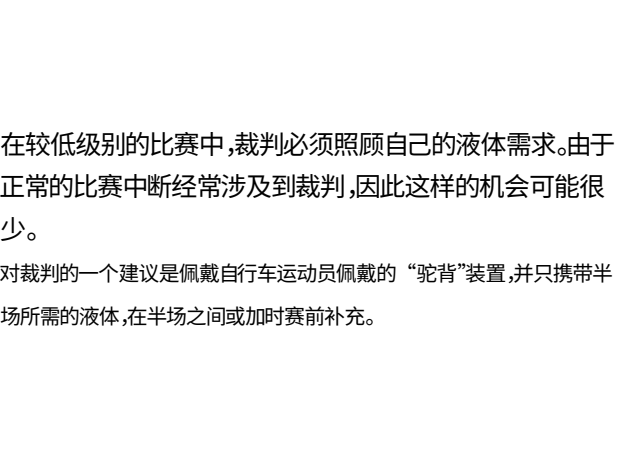 在较低级别的比赛中,裁判必须照顾自己的液体需求。由于
正常的比赛中断经常涉及到裁判,因此这样的机会可能很
少。
对裁判的一个建议是佩戴自行车运动员佩戴的“驼背”装置,并只携带半
场所需的液体,在半场之间或加时赛前补充。